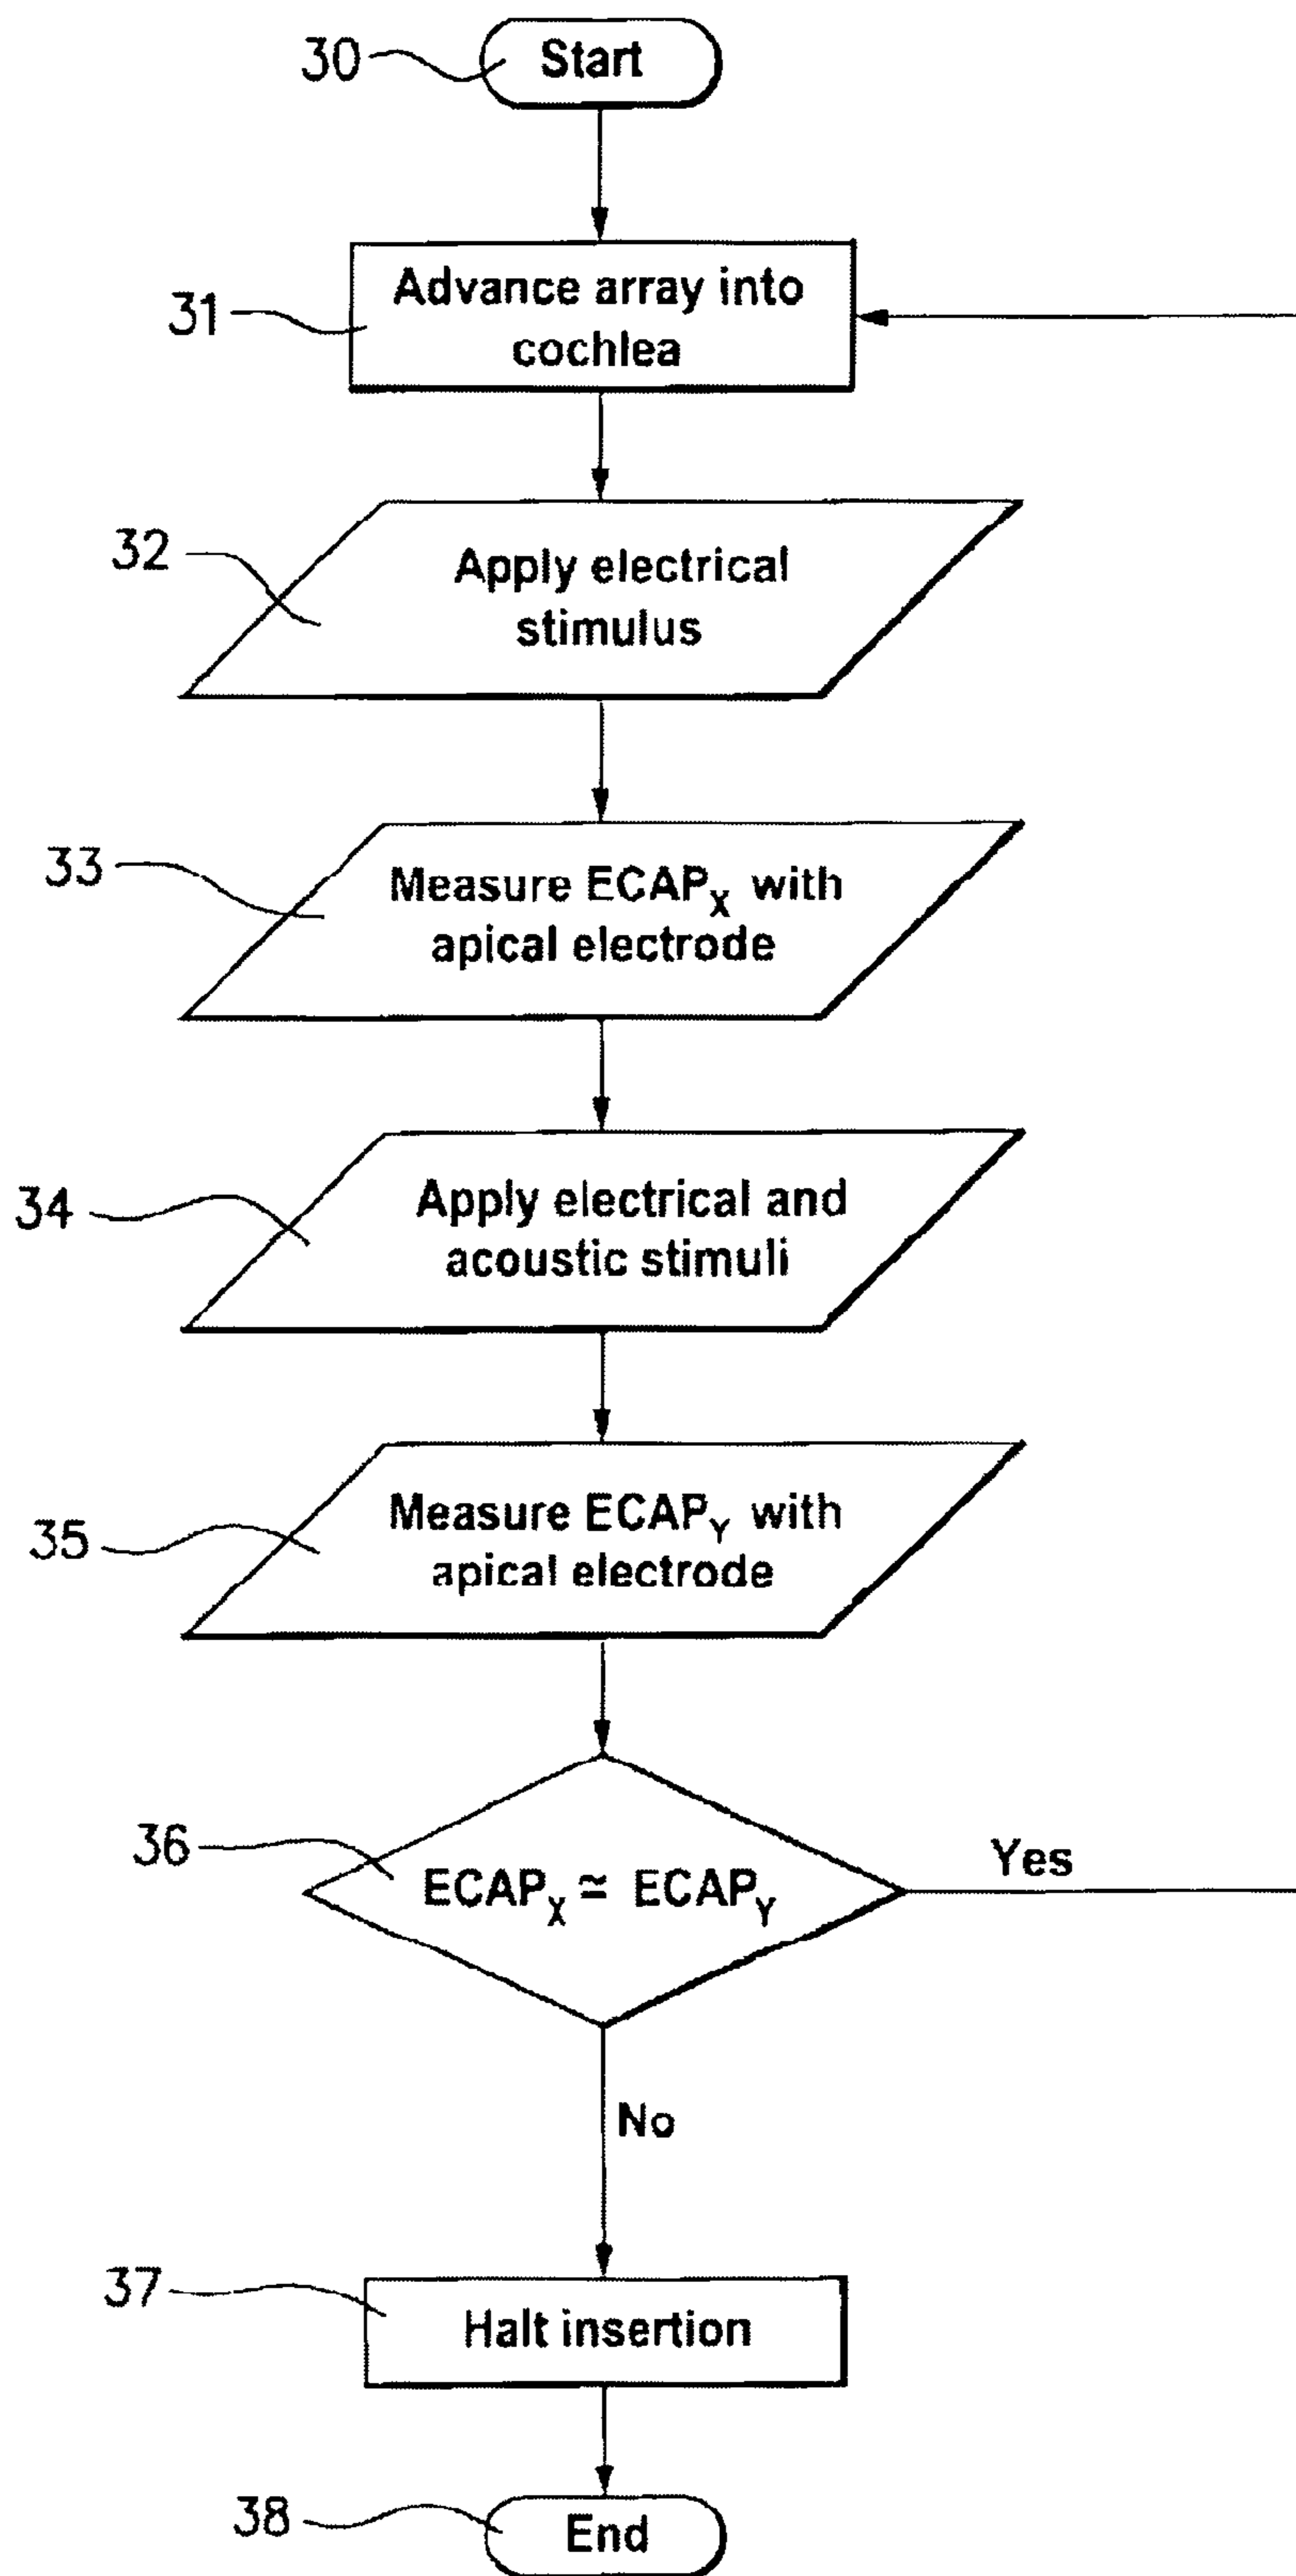 30
Start
31
Advance array into
cochlea
32
Apply electrical
stimulus
33
Measure ECAPX with
apical electrode
34
Apply electrical and
acoustic stimuli
35
Measure ECAPY with
apical electrode
36
ECAPX ≃ ECAPY
Yes
No
37
Halt insertion
38
End